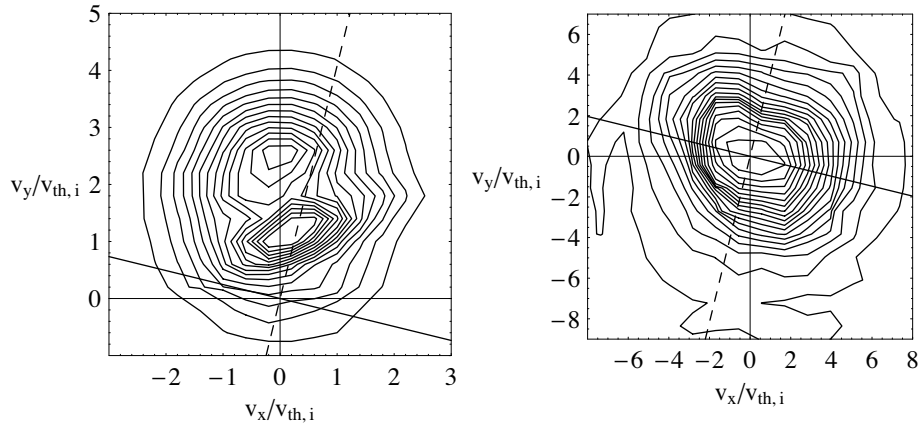 5
4
3
2
1
0
v_y/v_th, i
−2 −1 0 1 2 3
v_x/v_th, i
6
4
2
0
−2
−4
−6
−8
v_y/v_th, i
−6 −4 −2 0 2 4 6 8
v_x/v_th, i